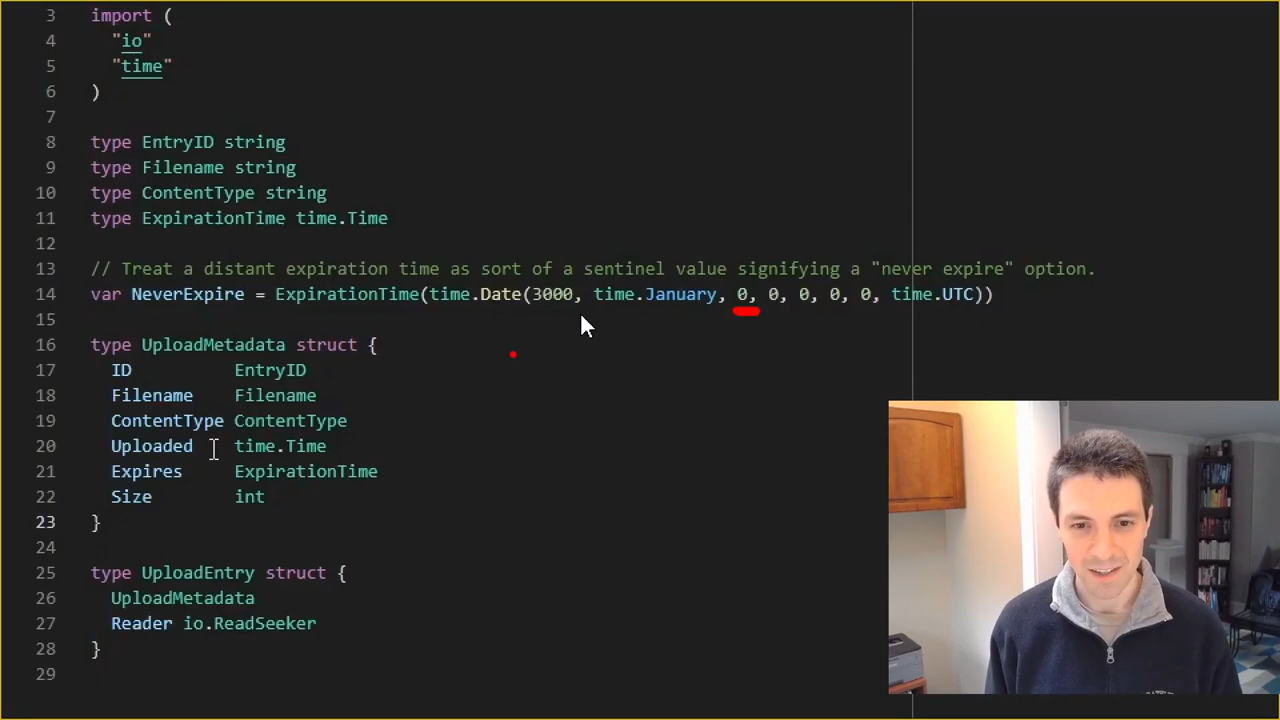 3 import (
4 "io"
5 "time"
6 )
7
8 type EntryID string
9 type Filename string
10 type ContentType string
11 type ExpirationTime time.Time
12
13 // Treat a distant expiration time as sort of a sentinel value signifying a "never expire" option.
14 var NeverExpire = ExpirationTime(time.Date(3000, time.January, 0, 0, 0, 0, 0, time.UTC))
15
16 type UploadMetadata struct {
17 ID EntryID
18 Filename Filename
19 ContentType ContentType
20 Uploaded time.Time
21 Expires ExpirationTime
22 Size int
23 }
24
25 type UploadEntry struct {
26 UploadMetadata
27 Reader io.ReadSeeker
28 }
29